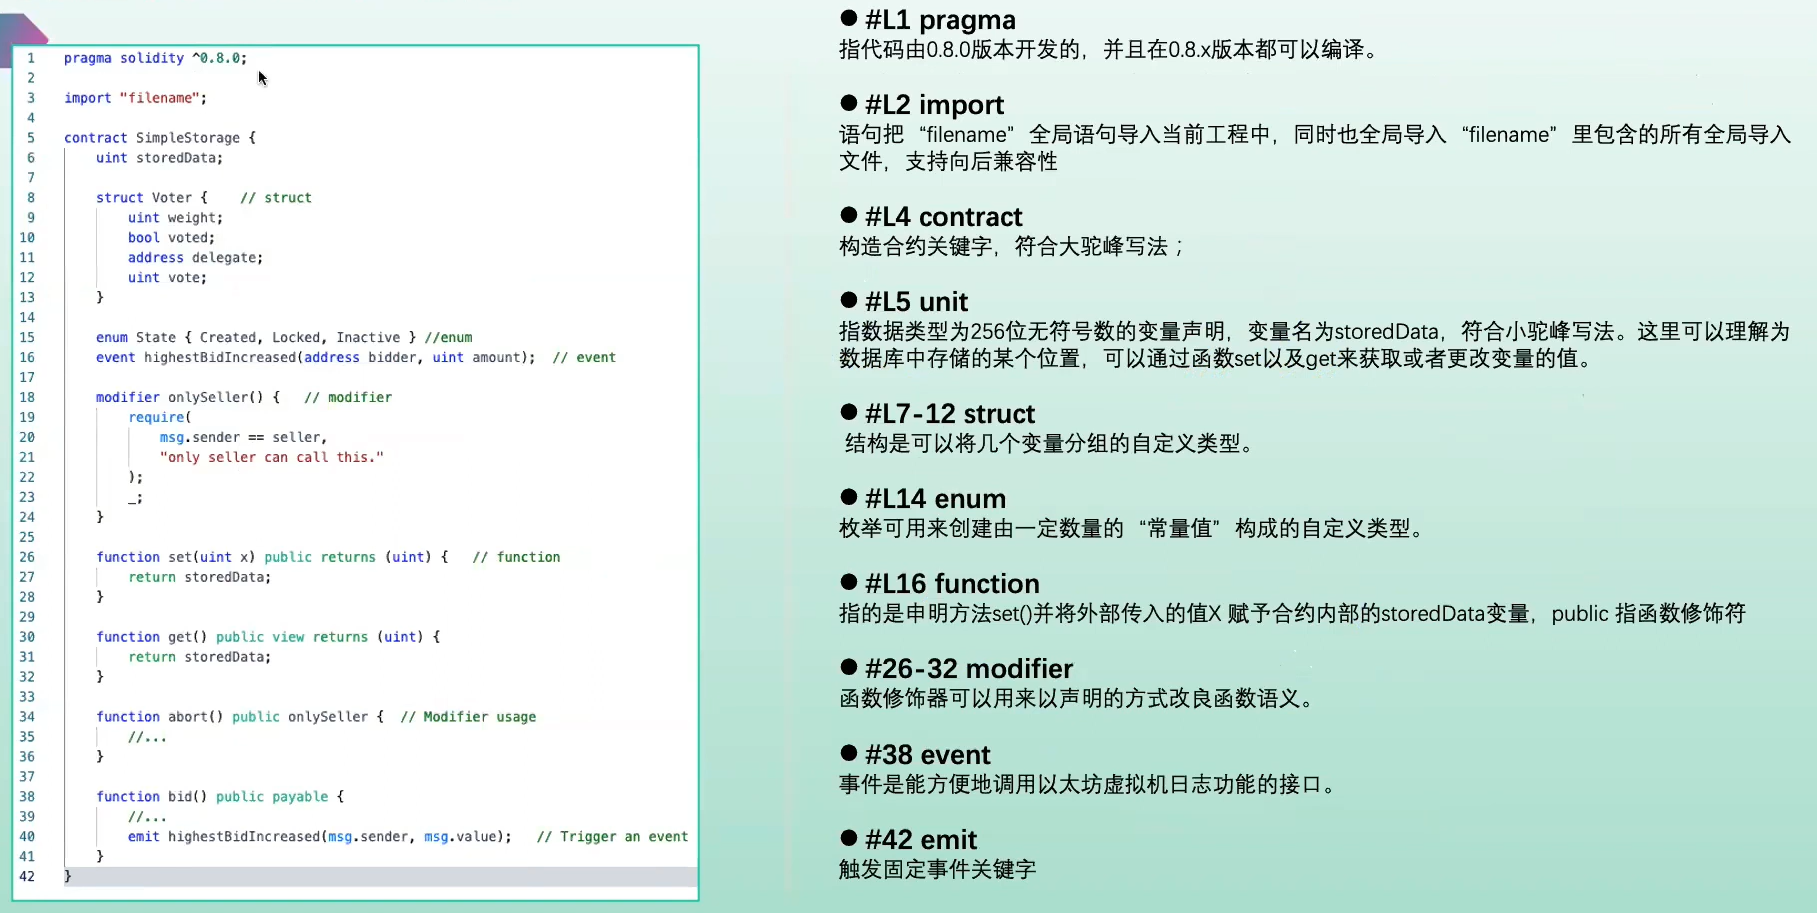 1 pragma solidity ^0.8.0;
2
3 import "filename";
4
5 contract SimpleStorage {
6 uint storedData;
7
8 struct Voter { // struct
9 uint weight;
10 bool voted;
11 address delegate;
12 uint vote;
13 }
14
15 enum State { Created, Locked, Inactive } //enum
16 event highestBidIncreased(address bidder, uint amount); // event
17
18 modifier onlySeller() { // modifier
19 require(
20 msg.sender == seller,
21 "only seller can call this."
22 );
23 _;
24 }
25
26 function set(uint x) public returns (uint) { // function
27 return storedData;
28 }
29
30 function get() public view returns (uint) {
31 return storedData;
32 }
33
34 function abort() public onlySeller { // Modifier usage
35 //...
36 }
37
38 function bid() public payable {
39 //...
40 emit highestBidIncreased(msg.sender, msg.value); // Trigger an event
41 }
42 }
● #L1 pragma
指代码由0.8.0版本开发的，并且在0.8.x版本都可以编译。
● #L2 import
语句把“filename”全局语句导入当前工程中，同时也全局导入“filename”里包含的所有全局导入
文件，支持向后兼容性
● #L4 contract
构造合约关键字，符合大驼峰写法；
● #L5 unit
指数据类型为256位无符号数的变量声明，变量名为storedData，符合小驼峰写法。这里可以理解为
数据库中存储的某个位置，可以通过函数set以及get来获取或者更改变量的值。
● #L7-12 struct
结构是可以将几个变量分组的自定义类型。
● #L14 enum
枚举可用来创建由一定数量的“常量值”构成的自定义类型。
● #L16 function
指的是申明方法set()并将外部传入的值X 赋予合约内部的storedData变量，public 指函数修饰符
● #26-32 modifier
函数修饰器可以用来以声明的方式改良函数语义。
● #38 event
事件是能方便地调用以太坊虚拟机日志功能的接口。
● #42 emit
触发固定事件关键字